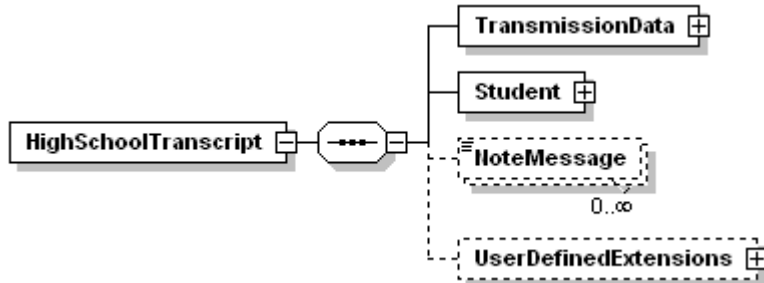 TransmissionData
Student
HighSchoolTranscript
NoteMessage
0..∞
UserDefinedExtensions